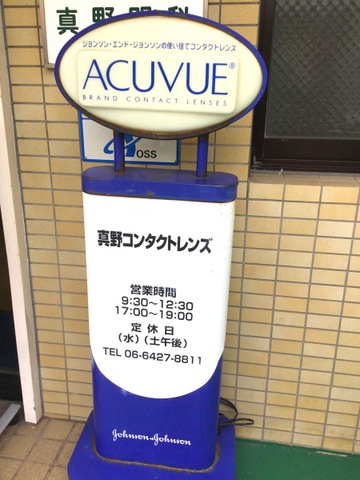 真野眼科
ジョンソン・エンド・ジョンソンの使い捨てコンタクトレンズ
ACUVUE®
BRAND CONTACT LENSES
MOSS
真野コンタクトレンズ
営業時間
9:30〜12:30
17:00〜19:00
定休日
(水)(土午後)
TEL 06-6427-8811
Johnson&Johnson